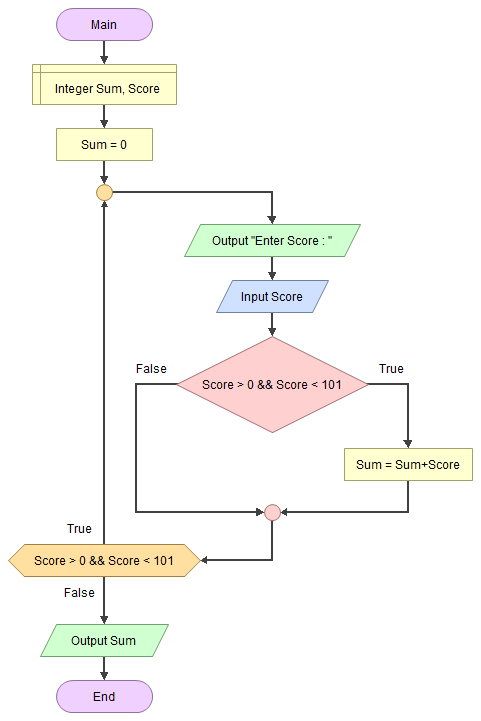 Main
Integer Sum, Score
Sum = 0
Output "Enter Score : "
Input Score
False
Score > 0 && Score < 101
True
Sum = Sum+Score
True
Score > 0 && Score < 101
False
Output Sum
End